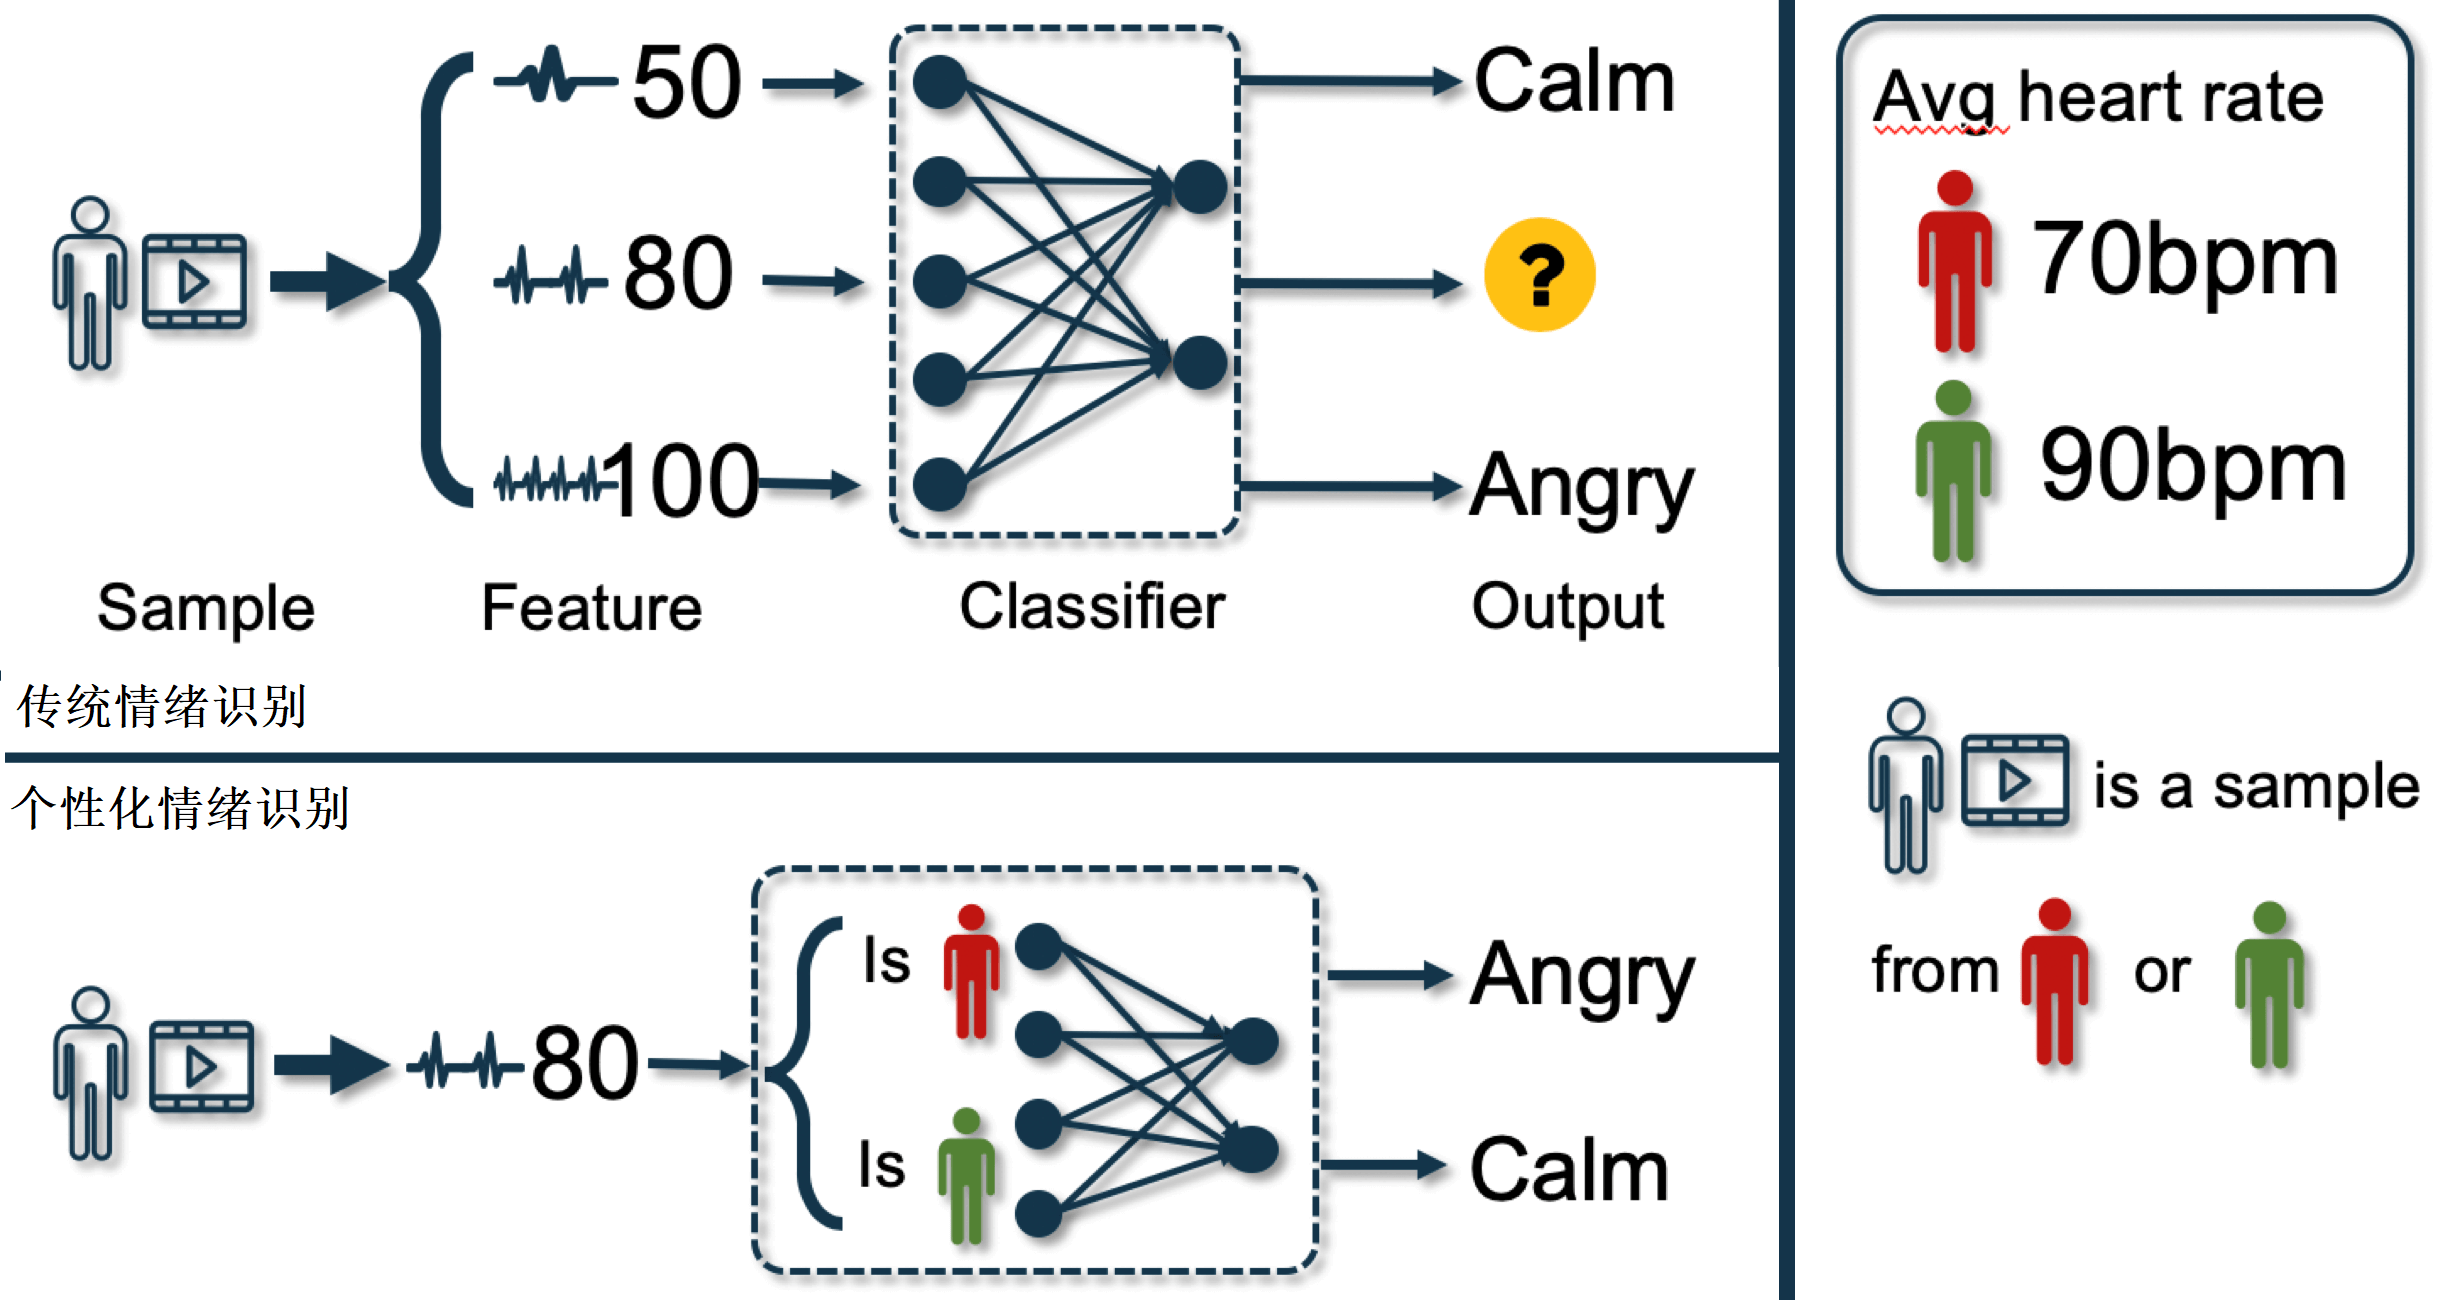 50
Calm
80
?
100
Angry
Sample
Feature
Classifier
Output
传统情绪识别
个性化情绪识别
80
Is
Is
Angry
Calm
Avg heart rate
70bpm
90bpm
is a sample
from or